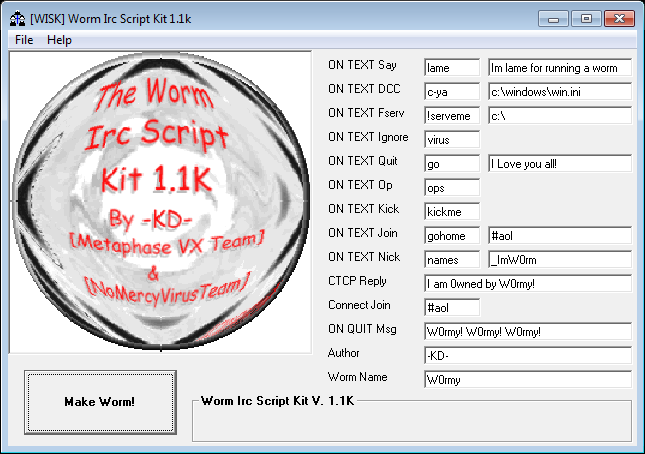 [WISK] Worm Irc Script Kit 1.1k
File Help
The Worm
Irc Script
Kit 1.1K
By -KD-
[Metaphase VX Team]
&
[NoMercyVirusTeam]
Make Worm!
ON TEXT Say lame Im lame for running a worm
ON TEXT DCC c-ya c:\windows\win.ini
ON TEXT Fserv !serveme c:\
ON TEXT Ignore virus
ON TEXT Quit go I Love you all!
ON TEXT Op ops
ON TEXT Kick kickme
ON TEXT Join gohome #aol
ON TEXT Nick names _ImW0rm
CTCP Reply I am 0wned by W0rmy!
Connect Join #aol
ON QUIT Msg W0rmy! W0rmy! W0rmy!
Author -KD-
Worm Name W0rmy
Worm Irc Script Kit V. 1.1K